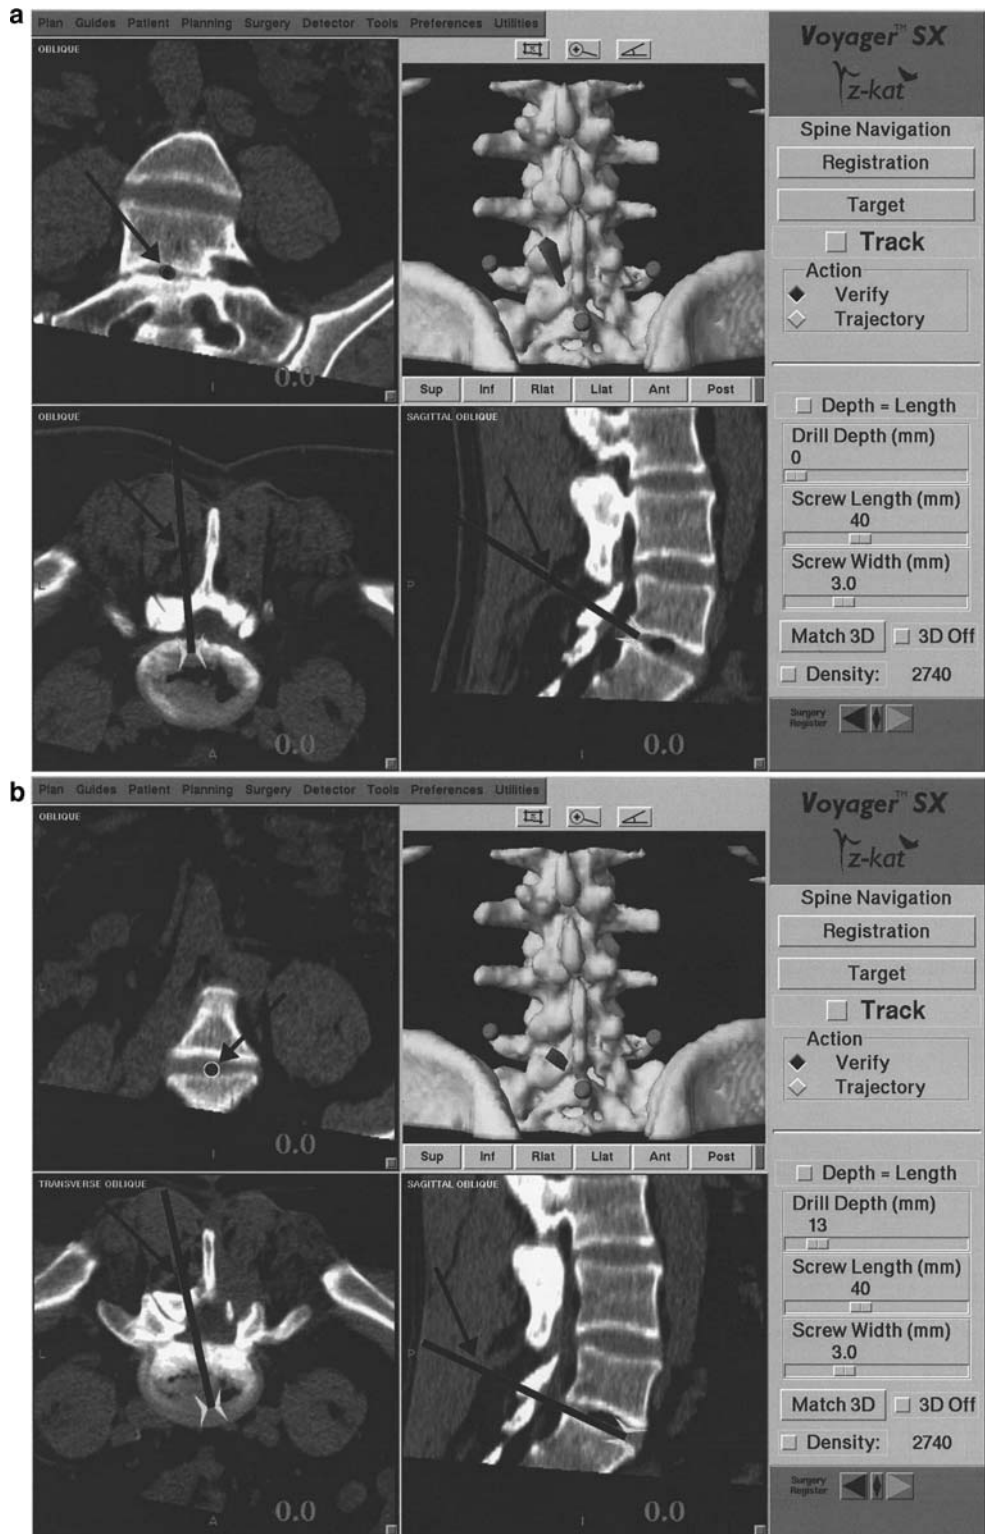 a
Plan Guides Patient Planning Surgery Detector Tools Preferences Utilities
OBLIQUE
I
0.0
Sup Inf Rlat Llat Ant Post
OBLIQUE
L
A
0.0
SAGITTAL OBLIQUE
P
I
0.0
Voyager™ SX
z-kat
Spine Navigation
Registration
Target
Track
Action
Verify
Trajectory
Depth = Length
Drill Depth (mm)
0
Screw Length (mm)
40
Screw Width (mm)
3.0
Match 3D 3D Off
Density: 2740
Surgery
Register
b
Plan Guides Patient Planning Surgery Detector Tools Preferences Utilities
OBLIQUE
L
I
0.0
Sup Inf Rlat Llat Ant Post
TRANSVERSE OBLIQUE
L
A
0.0
SAGITTAL OBLIQUE
P
I
0.0
Voyager™ SX
z-kat
Spine Navigation
Registration
Target
Track
Action
Verify
Trajectory
Depth = Length
Drill Depth (mm)
13
Screw Length (mm)
40
Screw Width (mm)
3.0
Match 3D 3D Off
Density: 2740
Surgery
Register